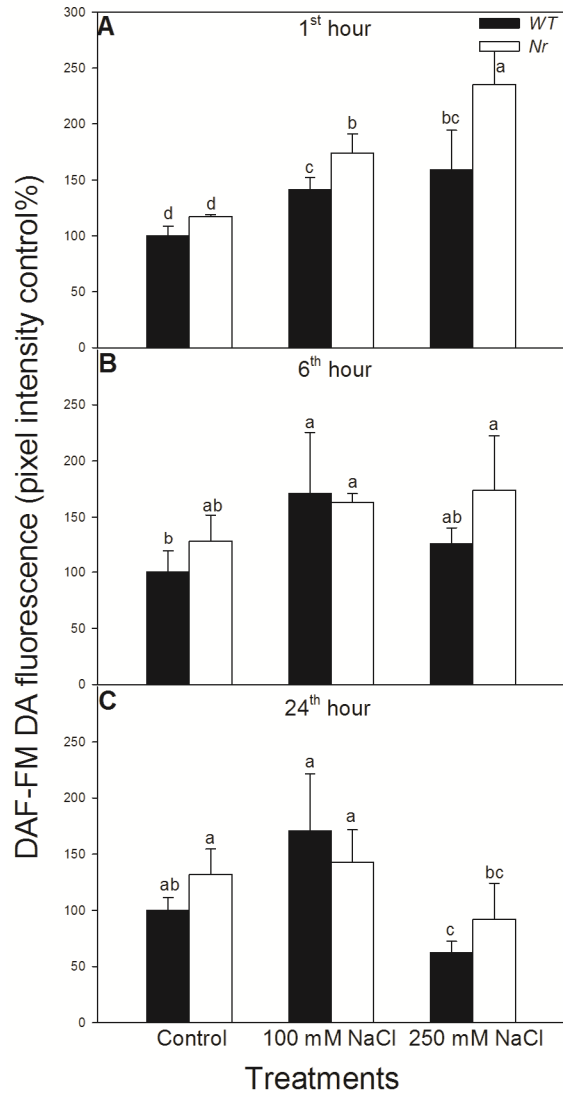 DAF-FM DA fluorescence (pixel intensity control%)
A
1st hour
WT
Nr
300
250
200
150
100
50
0
d
d
c
b
bc
a
B
6th hour
250
200
150
100
50
0
b
ab
a
a
ab
a
C
24th hour
250
200
150
100
50
0
ab
a
a
a
c
bc
Control 100 mM NaCl 250 mM NaCl
Treatments